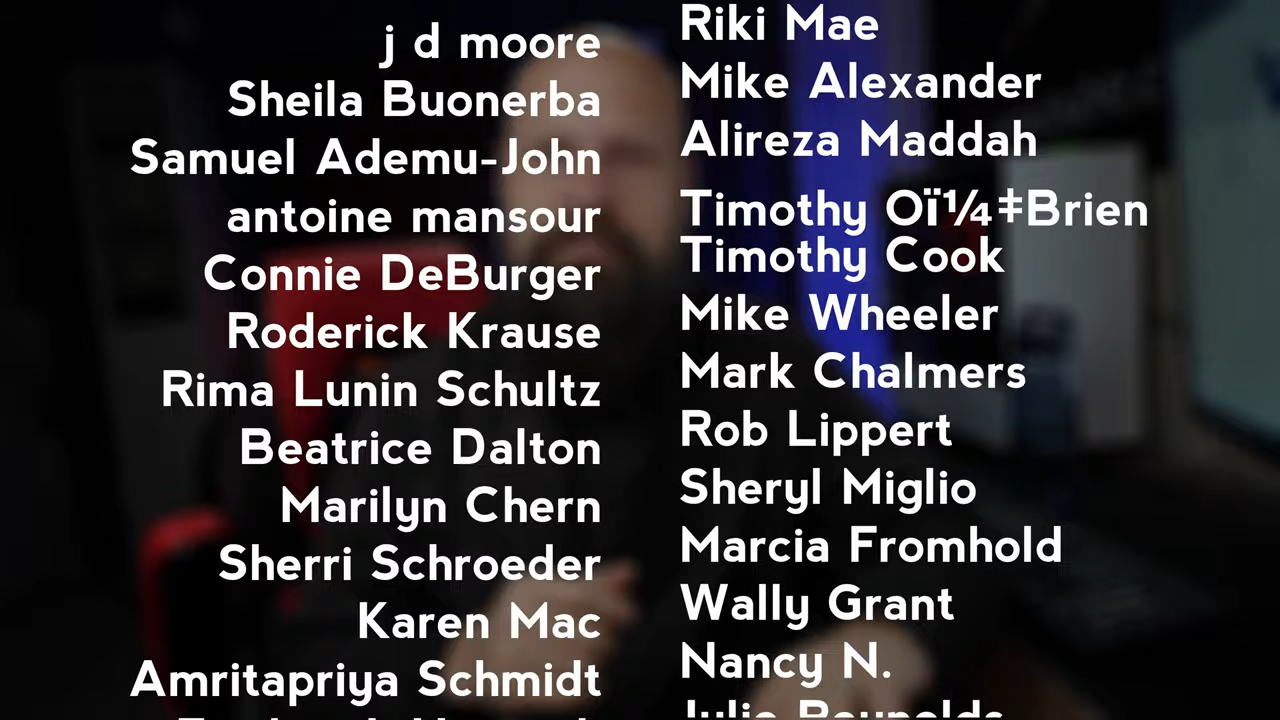 j d moore
Sheila Buonerba
Samuel Ademu-John
antoine mansour
Connie DeBurger
Roderick Krause
Rima Lunin Schultz
Beatrice Dalton
Marilyn Chern
Sherri Schroeder
Karen Mac
Amritapriya Schmidt
Riki Mae
Mike Alexander
Alireza Maddah
Timothy Oï¼‡Brien
Timothy Cook
Mike Wheeler
Mark Chalmers
Rob Lippert
Sheryl Miglio
Marcia Fromhold
Wally Grant
Nancy N.
Julie Reynolds